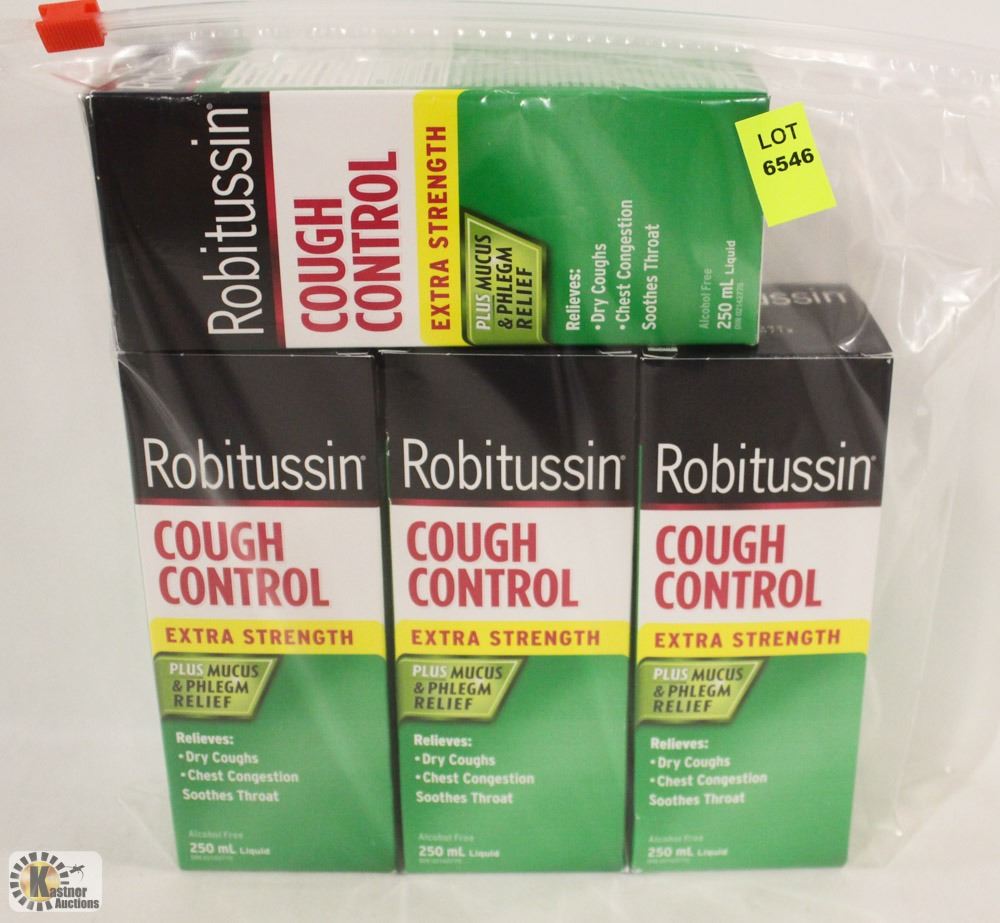 Robitussin
COUGH
CONTROL
EXTRA STRENGTH
PLUS MUCUS
& PHLEGM
RELIEF
Relieves:
•Dry Coughs
•Chest Congestion
Soothes Throat
Alcohol Free
250 mL Liquid
LOT
6546
tussin
Robitussin
COUGH
CONTROL
EXTRA STRENGTH
PLUS MUCUS
& PHLEGM
RELIEF
Relieves:
•Dry Coughs
•Chest Congestion
Soothes Throat
Alcohol Free
250 mL Liquid
Robitussin
COUGH
CONTROL
EXTRA STRENGTH
PLUS MUCUS
& PHLEGM
RELIEF
Relieves:
•Dry Coughs
•Chest Congestion
Soothes Throat
Alcohol Free
250 mL Liquid
Robitussin
COUGH
CONTROL
EXTRA STRENGTH
PLUS MUCUS
& PHLEGM
RELIEF
Relieves:
•Dry Coughs
•Chest Congestion
Soothes Throat
Alcohol Free
250 mL Liquid
Kastner
Auctions